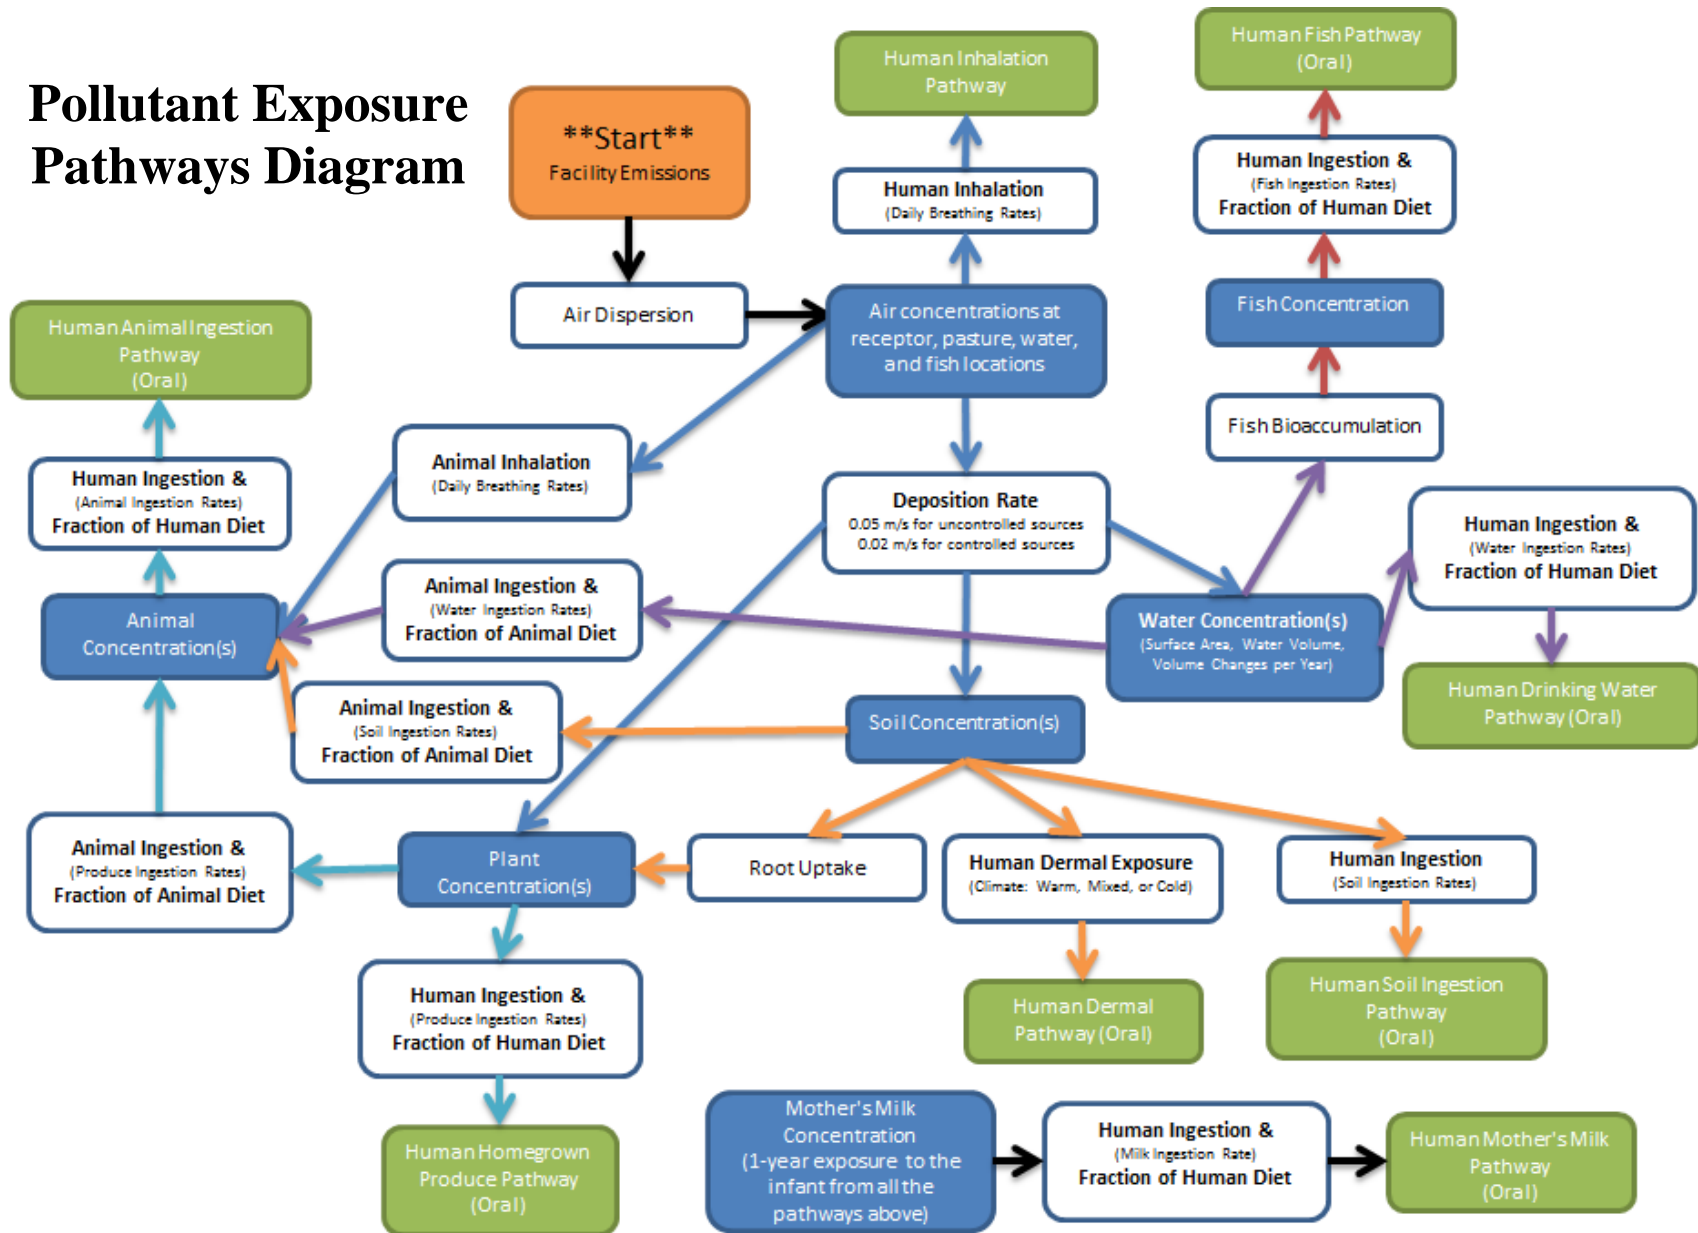 Pollutant Exposure
Pathways Diagram
**Start**
Facility Emissions
Human Inhalation
Pathway
Human Fish Pathway
(Oral)
Human Inhalation
(Daily Breathing Rates)
Human Ingestion &
(Fish Ingestion Rates)
Fraction of Human Diet
Air Dispersion
Air concentrations at
receptor, pasture, water,
and fish locations
Fish Concentration
Human Animal Ingestion
Pathway
(Oral)
Fish Bioaccumulation
Human Ingestion &
(Animal Ingestion Rates)
Fraction of Human Diet
Animal Inhalation
(Daily Breathing Rates)
Deposition Rate
0.05 m/s for uncontrolled sources
0.02 m/s for controlled sources
Human Ingestion &
(Water Ingestion Rates)
Fraction of Human Diet
Animal
Concentration(s)
Animal Ingestion &
(Water Ingestion Rates)
Fraction of Animal Diet
Water Concentration(s)
(Surface Area, Water Volume,
Volume Changes per Year)
Human Drinking Water
Pathway (Oral)
Animal Ingestion &
(Soil Ingestion Rates)
Fraction of Animal Diet
Soil Concentration(s)
Animal Ingestion &
(Produce Ingestion Rates)
Fraction of Animal Diet
Plant
Concentration(s)
Root Uptake
Human Dermal Exposure
(Climate: Warm, Mixed, or Cold)
Human Ingestion
(Soil Ingestion Rates)
Human Ingestion &
(Produce Ingestion Rates)
Fraction of Human Diet
Human Dermal
Pathway (Oral)
Human Soil Ingestion
Pathway
(Oral)
Human Homegrown
Produce Pathway
(Oral)
Mother's Milk
Concentration
(1-year exposure to the
infant from all the
pathways above)
Human Ingestion &
(Milk Ingestion Rate)
Fraction of Human Diet
Human Mother's Milk
Pathway
(Oral)